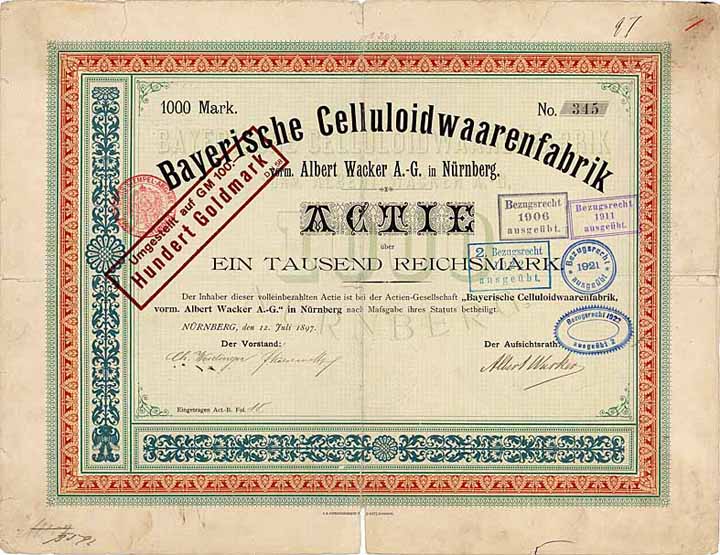 97
1000 Mark.
No. 345
Bayerische Celluloidwaarenfabrik
vorm. Albert Wacker A.-G. in Nürnberg.
Umgestellt auf GM 100.–
Hundert Goldmark
ACTIE
über
EIN TAUSEND REICHSMARK.
Bezugsrecht
1906
ausgeübt.
Bezugsrecht
1911
ausgeübt.
2. Bezugsrecht
ausgeübt.
Bezugsrecht
1921
ausgeübt
Bezugsrecht 1922
ausgeübt 2
Der Inhaber dieser volleinbezahlten Actie ist bei der Actien-Gesellschaft „Bayerische Celluloidwaarenfabrik,
vorm. Albert Wacker A.-G." in Nürnberg nach Maſsgabe ihres Statuts betheiligt.
NÜRNBERG, den 12. Juli 1897.
Der Vorstand:
Der Aufsichtsrath:
Albert Wacker
Eingetragen Act.-B. Fol. 18